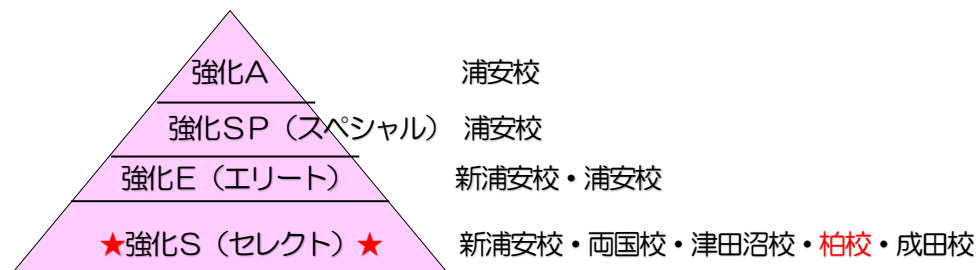 強化A 浦安校
強化SP（スペシャル） 浦安校
強化E（エリート） 新浦安校・浦安校
★強化S（セレクト）★ 新浦安校・両国校・津田沼校・柏校・成田校